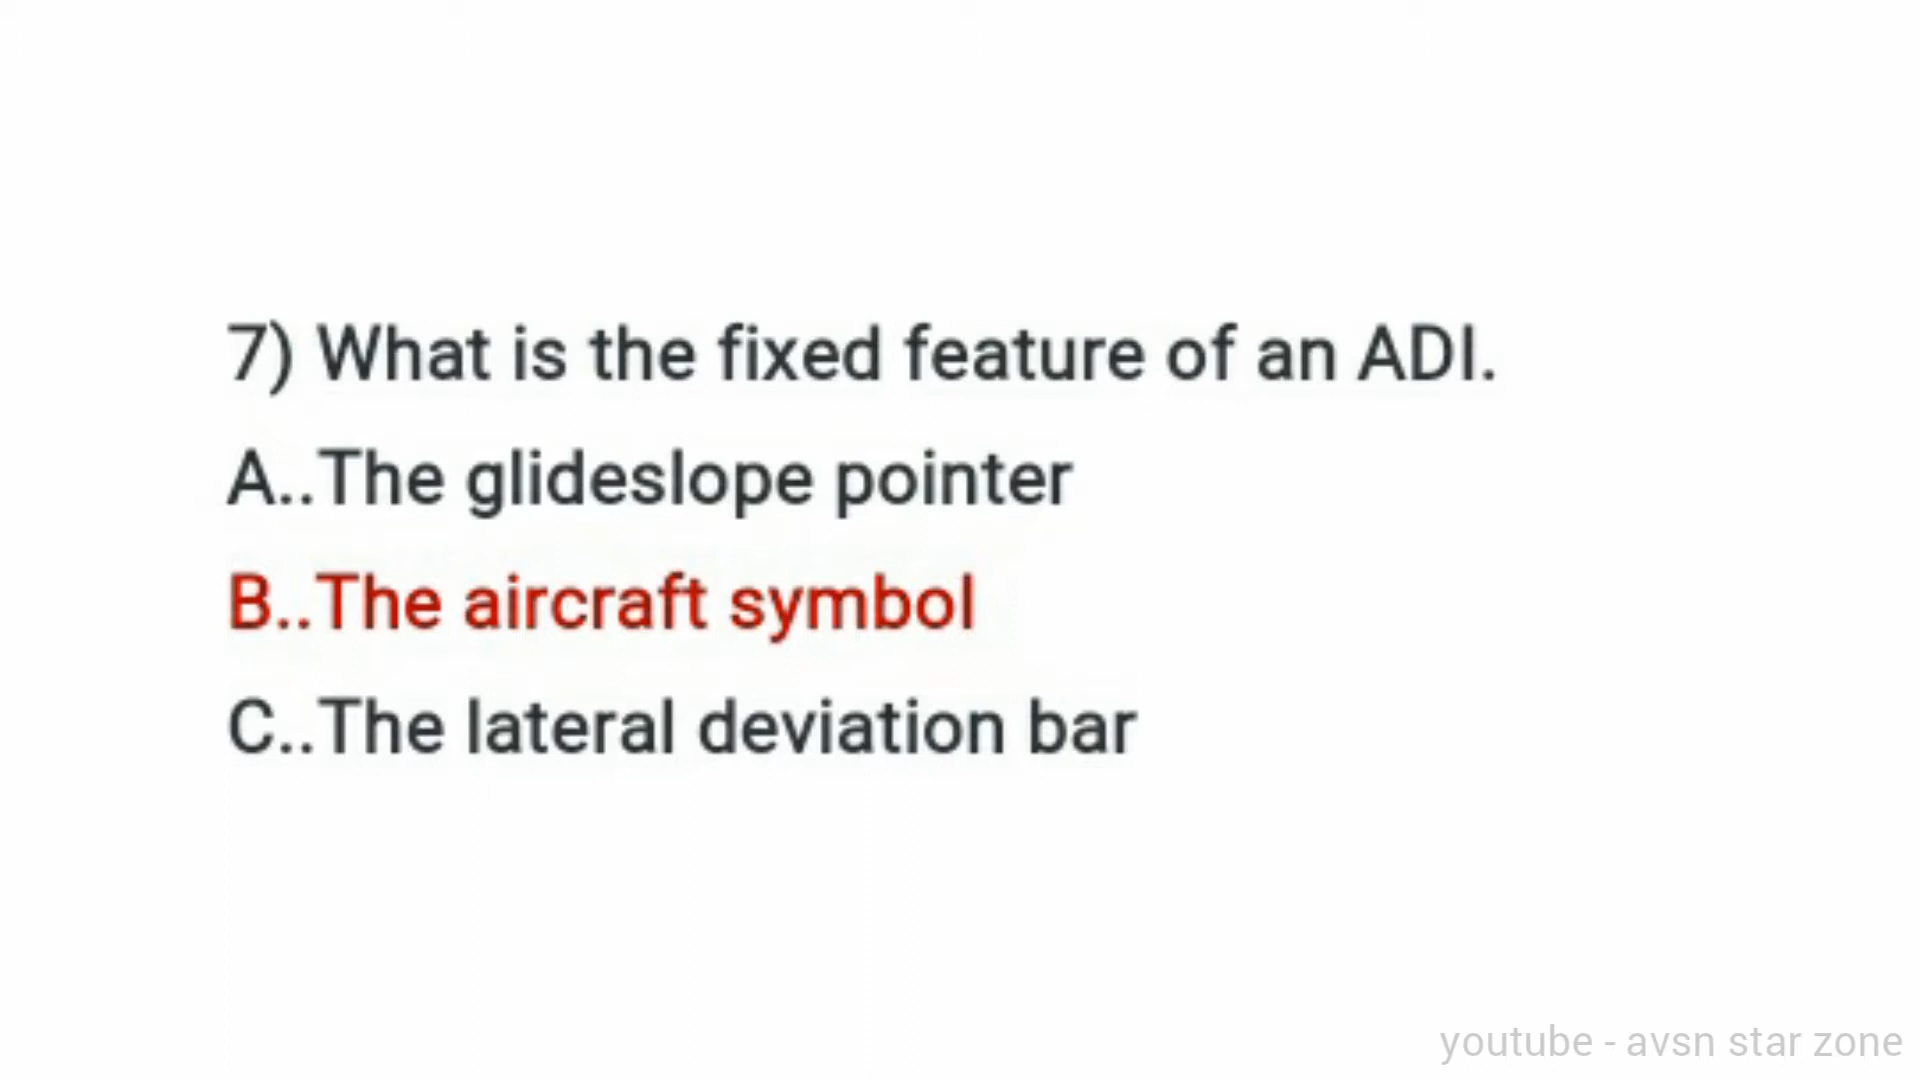 7) What is the fixed feature of an ADI.
A..The glideslope pointer
B..The aircraft symbol
C..The lateral deviation bar
youtube - avsn star zone